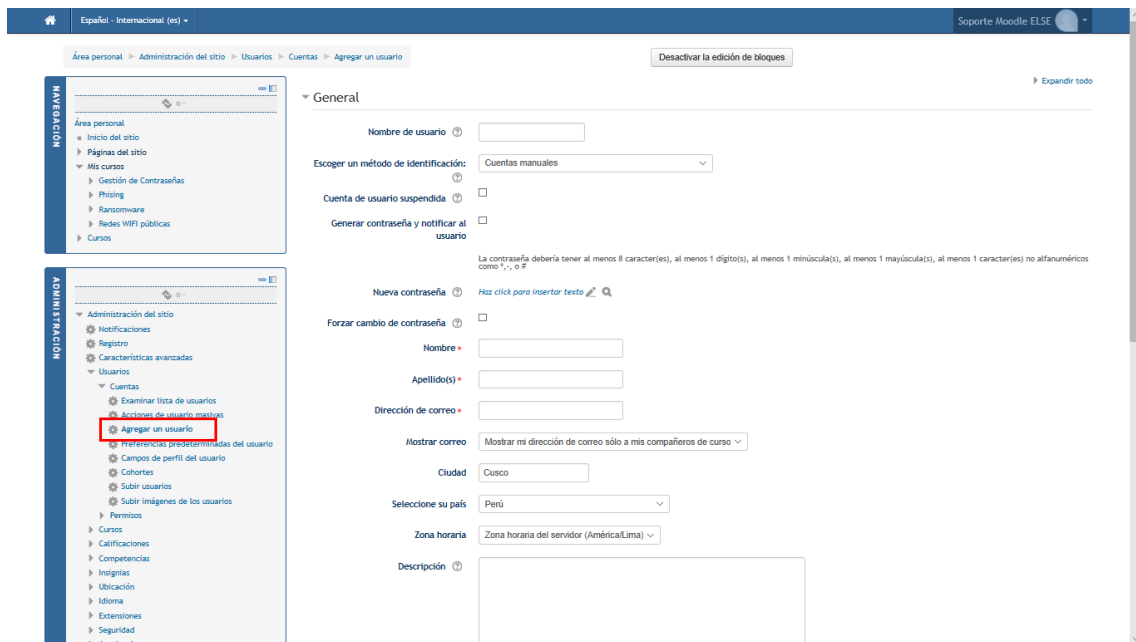 Español - Internacional (es)
Soporte Moodle ELSE
Área personal
Administración del sitio
Usuarios
Cuentas
Agregar un usuario
Desactivar la edición de bloques
Expandir todo
NAVEGACIÓN
Área personal
Inicio del sitio
Páginas del sitio
Mis cursos
Gestión de Contraseñas
Phising
Ransomware
Redes WIFI públicas
Cursos
ADMINISTRACIÓN
Administración del sitio
Notificaciones
Registro
Características avanzadas
Usuarios
Cuentas
Examinar lista de usuarios
Acciones de usuario masivas
Agregar un usuario
Preferencias predeterminadas del usuario
Campos de perfil del usuario
Cohortes
Subir usuarios
Subir imágenes de los usuarios
Permisos
Cursos
Calificaciones
Competencias
Insignias
Ubicación
Idioma
Extensiones
Seguridad
General
Nombre de usuario
Escoger un método de identificación:
Cuentas manuales
Cuenta de usuario suspendida
Generar contraseña y notificar al
usuario
La contraseña debería tener al menos 8 caracter(es), al menos 1 dígito(s), al menos 1 minúscula(s), al menos 1 mayúscula(s), al menos 1 caracter(es) no alfanuméricos
como *,-, o #
Nueva contraseña
Haz click para insertar texto
Forzar cambio de contraseña
Nombre*
Apellido(s)*
Dirección de correo*
Mostrar correo
Mostrar mi dirección de correo sólo a mis compañeros de curso
Ciudad
Cusco
Seleccione su país
Perú
Zona horaria
Zona horaria del servidor (América/Lima)
Descripción